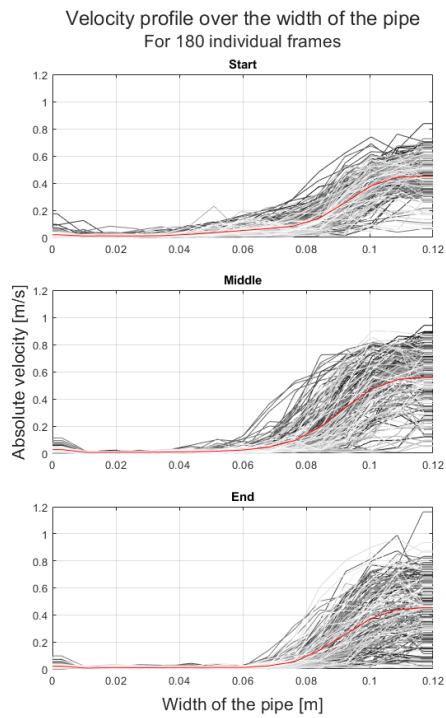 Velocity profile over the width of the pipe
For 180 individual frames
Start
1.2
1
0.8
0.6
0.4
0.2
0
0 0.02 0.04 0.06 0.08 0.1 0.12
Middle
1.2
1
0.8
0.6
0.4
0.2
0
0 0.02 0.04 0.06 0.08 0.1 0.12
Absolute velocity [m/s]
End
1.2
1
0.8
0.6
0.4
0.2
0
0 0.02 0.04 0.06 0.08 0.1 0.12
Width of the pipe [m]